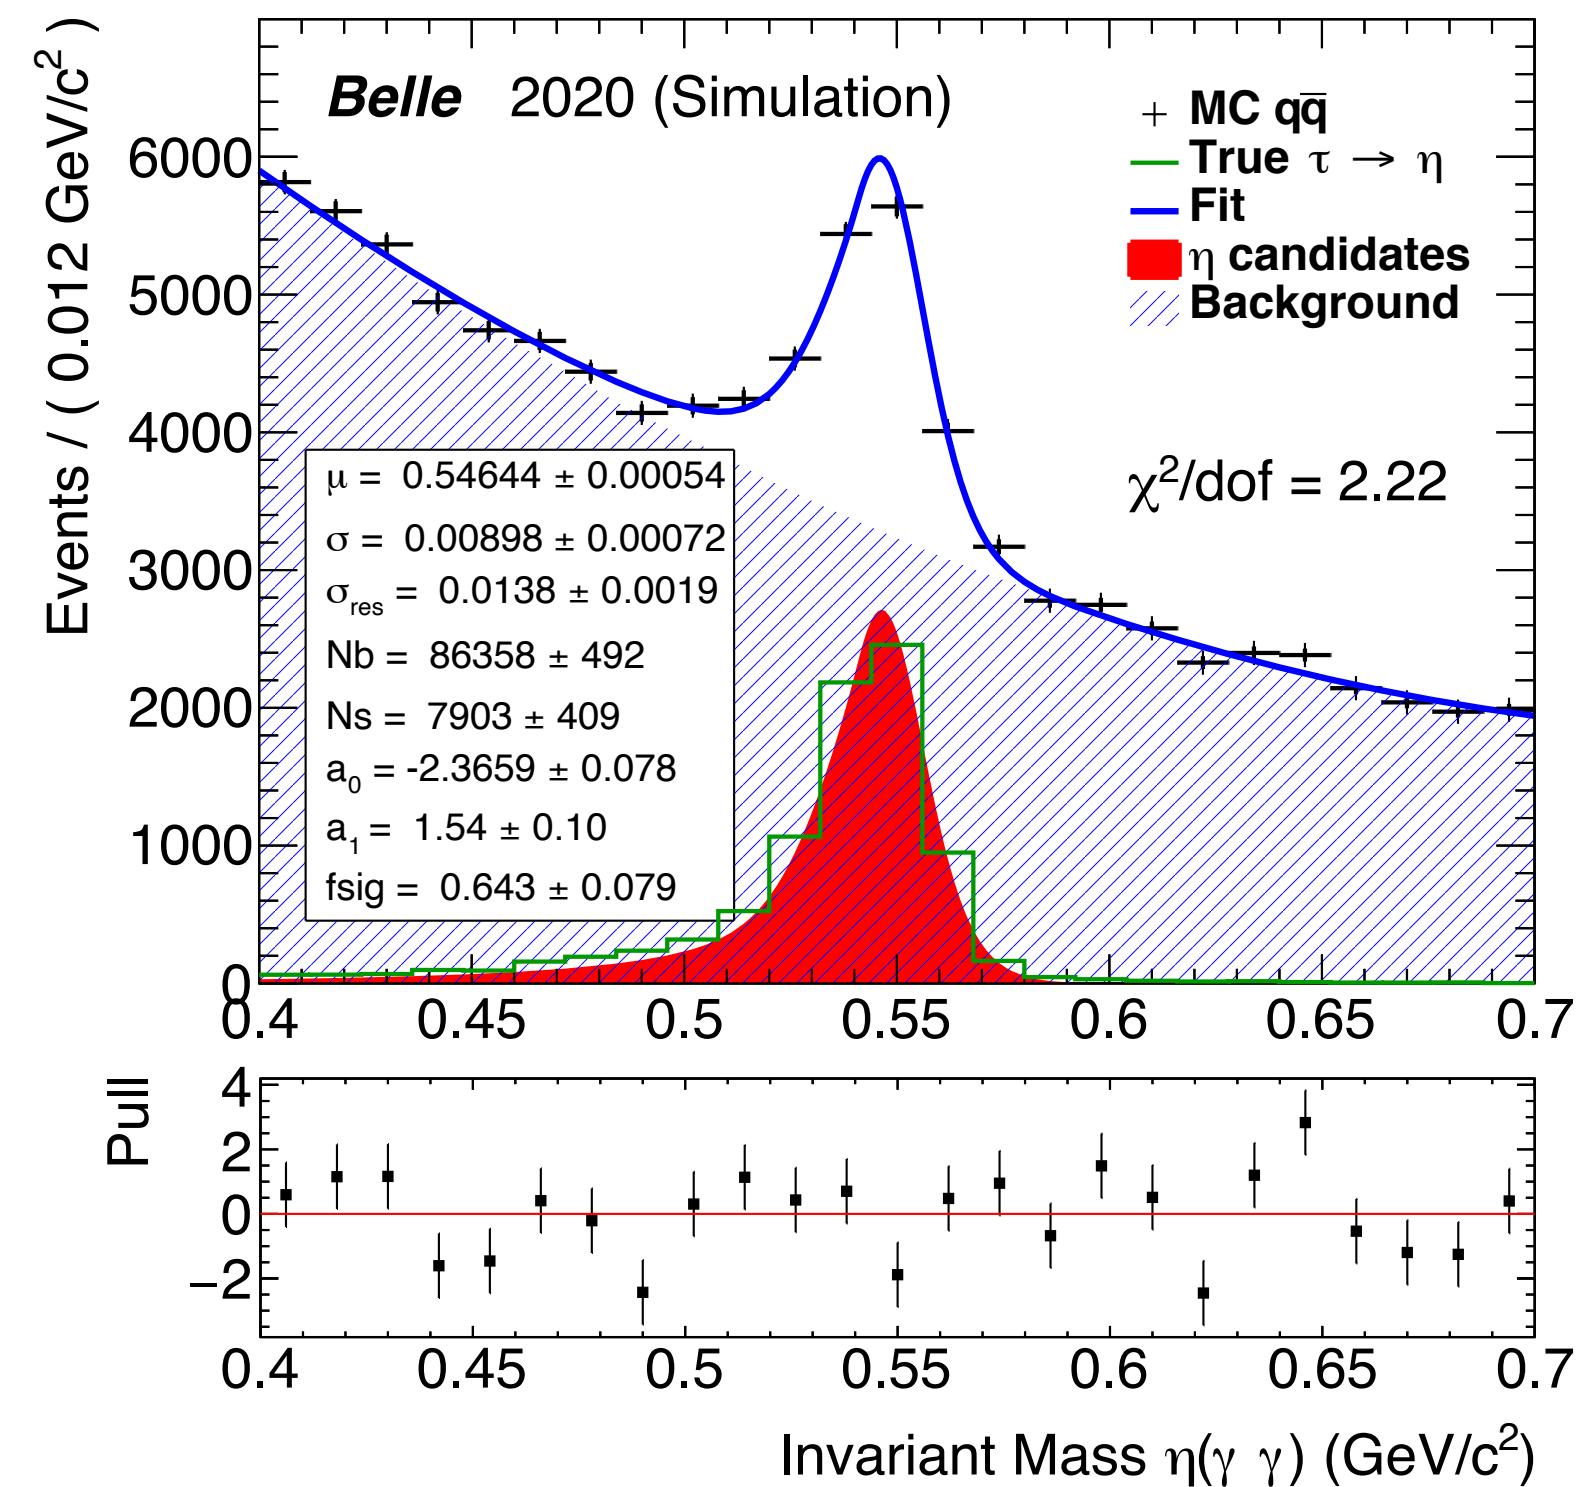 Events / ( 0.012 GeV/c² )
Belle 2020 (Simulation)
MC qq̅
True τ → η
Fit
η candidates
Background
6000
5000
4000
3000
2000
1000
0
χ²/dof = 2.22
μ = 0.54644 ± 0.00054
σ = 0.00898 ± 0.00072
σres = 0.0138 ± 0.0019
Nb = 86358 ± 492
Ns = 7903 ± 409
a₀ = -2.3659 ± 0.078
a₁ = 1.54 ± 0.10
fsig = 0.643 ± 0.079
0.4 0.45 0.5 0.55 0.6 0.65 0.7
Pull
4
2
0
−2
0.4 0.45 0.5 0.55 0.6 0.65 0.7
Invariant Mass η(γ γ) (GeV/c²)